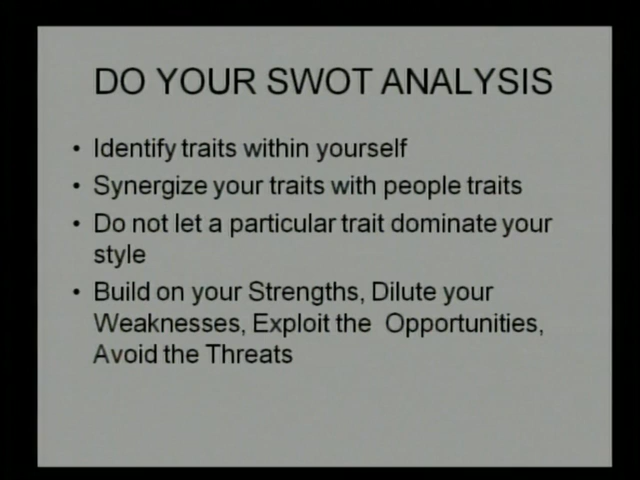 DO YOUR SWOT ANALYSIS
• Identify traits within yourself
• Synergize your traits with people traits
• Do not let a particular trait dominate your
style
• Build on your Strengths, Dilute your
Weaknesses, Exploit the Opportunities,
Avoid the Threats